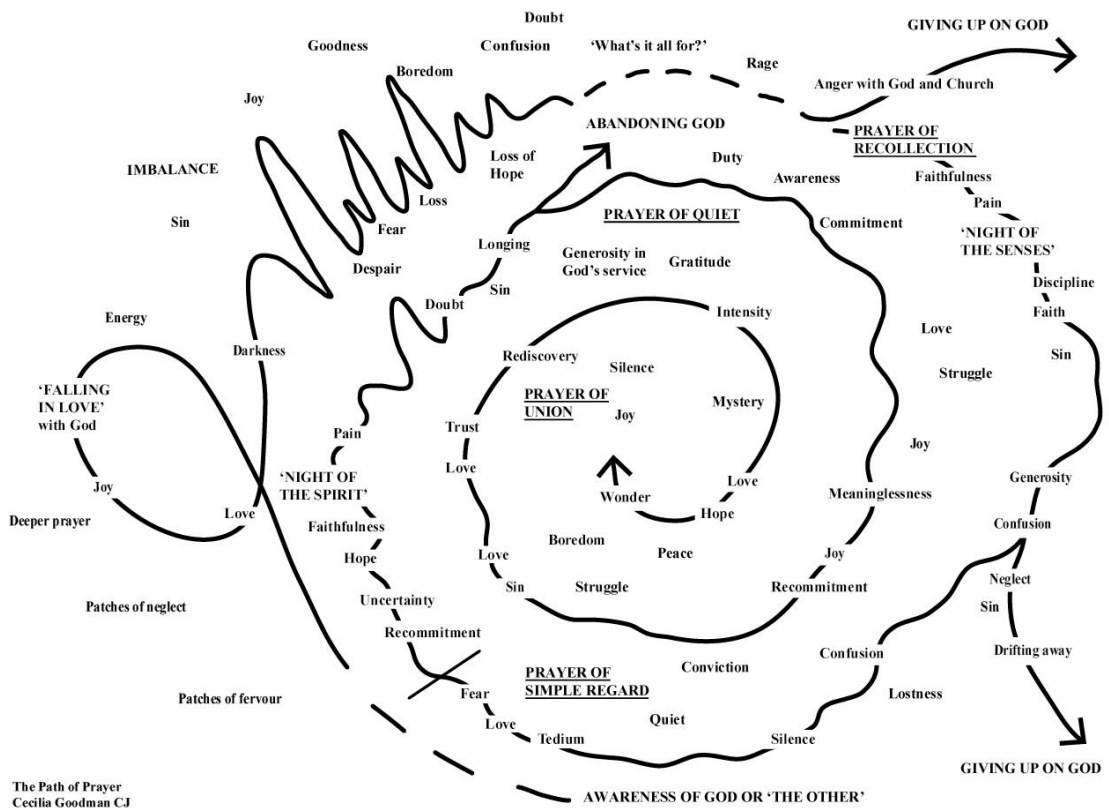 Doubt
GIVING UP ON GOD
Goodness
Confusion
‘What's it all for?’
Rage
Boredom
Anger with God and Church
Joy
ABANDONING GOD
PRAYER OF
RECOLLECTION
Loss of
Hope
Duty
IMBALANCE
Awareness
Faithfulness
Loss
Pain
Sin
Fear
PRAYER OF QUIET
Commitment
‘NIGHT OF
THE SENSES’
Longing
Generosity in
God's service
Gratitude
Despair
Sin
Discipline
Doubt
Intensity
Faith
Energy
Love
Darkness
Rediscovery
Silence
Sin
Struggle
‘FALLING
IN LOVE’
with God
PRAYER OF
UNION
Mystery
Joy
Trust
Pain
Joy
Love
‘NIGHT OF
THE SPIRIT’
Love
Generosity
Joy
Wonder
Meaninglessness
Deeper prayer
Love
Hope
Confusion
Faithfulness
Boredom
Peace
Joy
Hope
Love
Neglect
Sin
Struggle
Recommitment
Uncertainty
Sin
Patches of neglect
Recommitment
Drifting away
Confusion
Conviction
PRAYER OF
SIMPLE REGARD
Fear
Lostness
Patches of fervour
Quiet
Love
Tedium
Silence
GIVING UP ON GOD
The Path of Prayer
Cecilia Goodman CJ
AWARENESS OF GOD OR ‘THE OTHER’